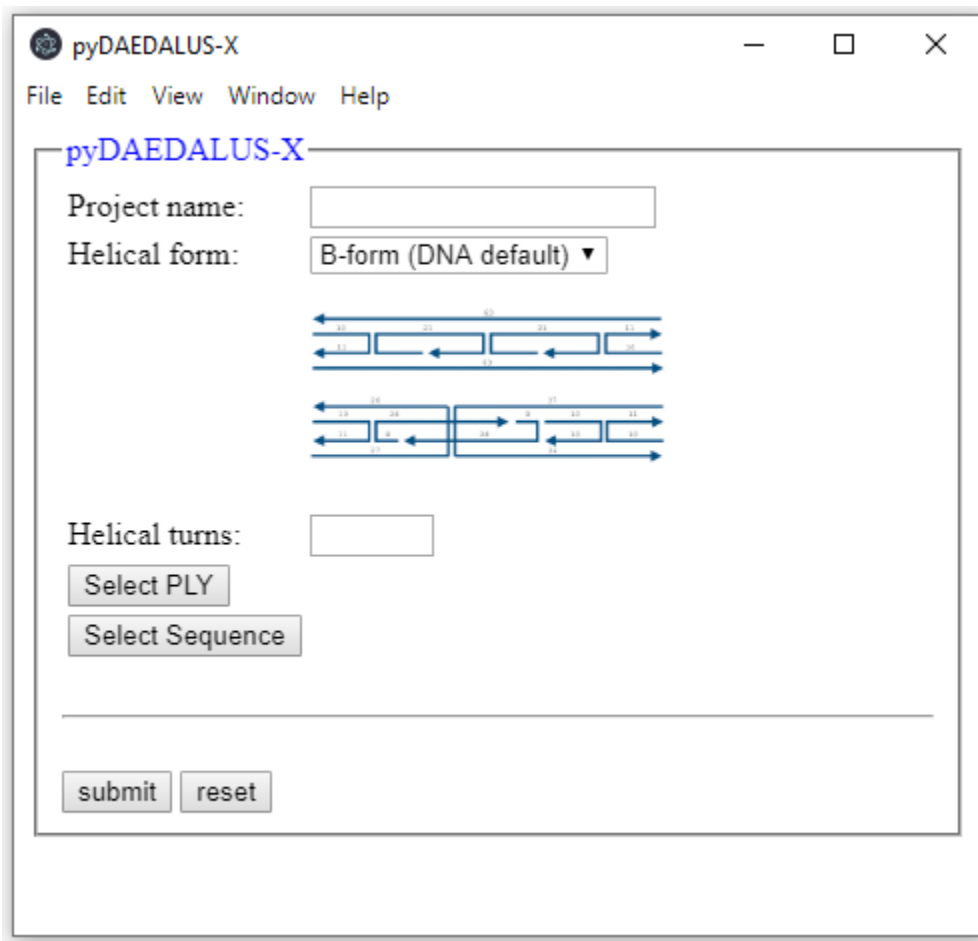 pyDAEDALUS-X
File Edit View Window Help
pyDAEDALUS-X
Project name:
Helical form: B-form (DNA default)
Helical turns:
Select PLY
Select Sequence
submit reset